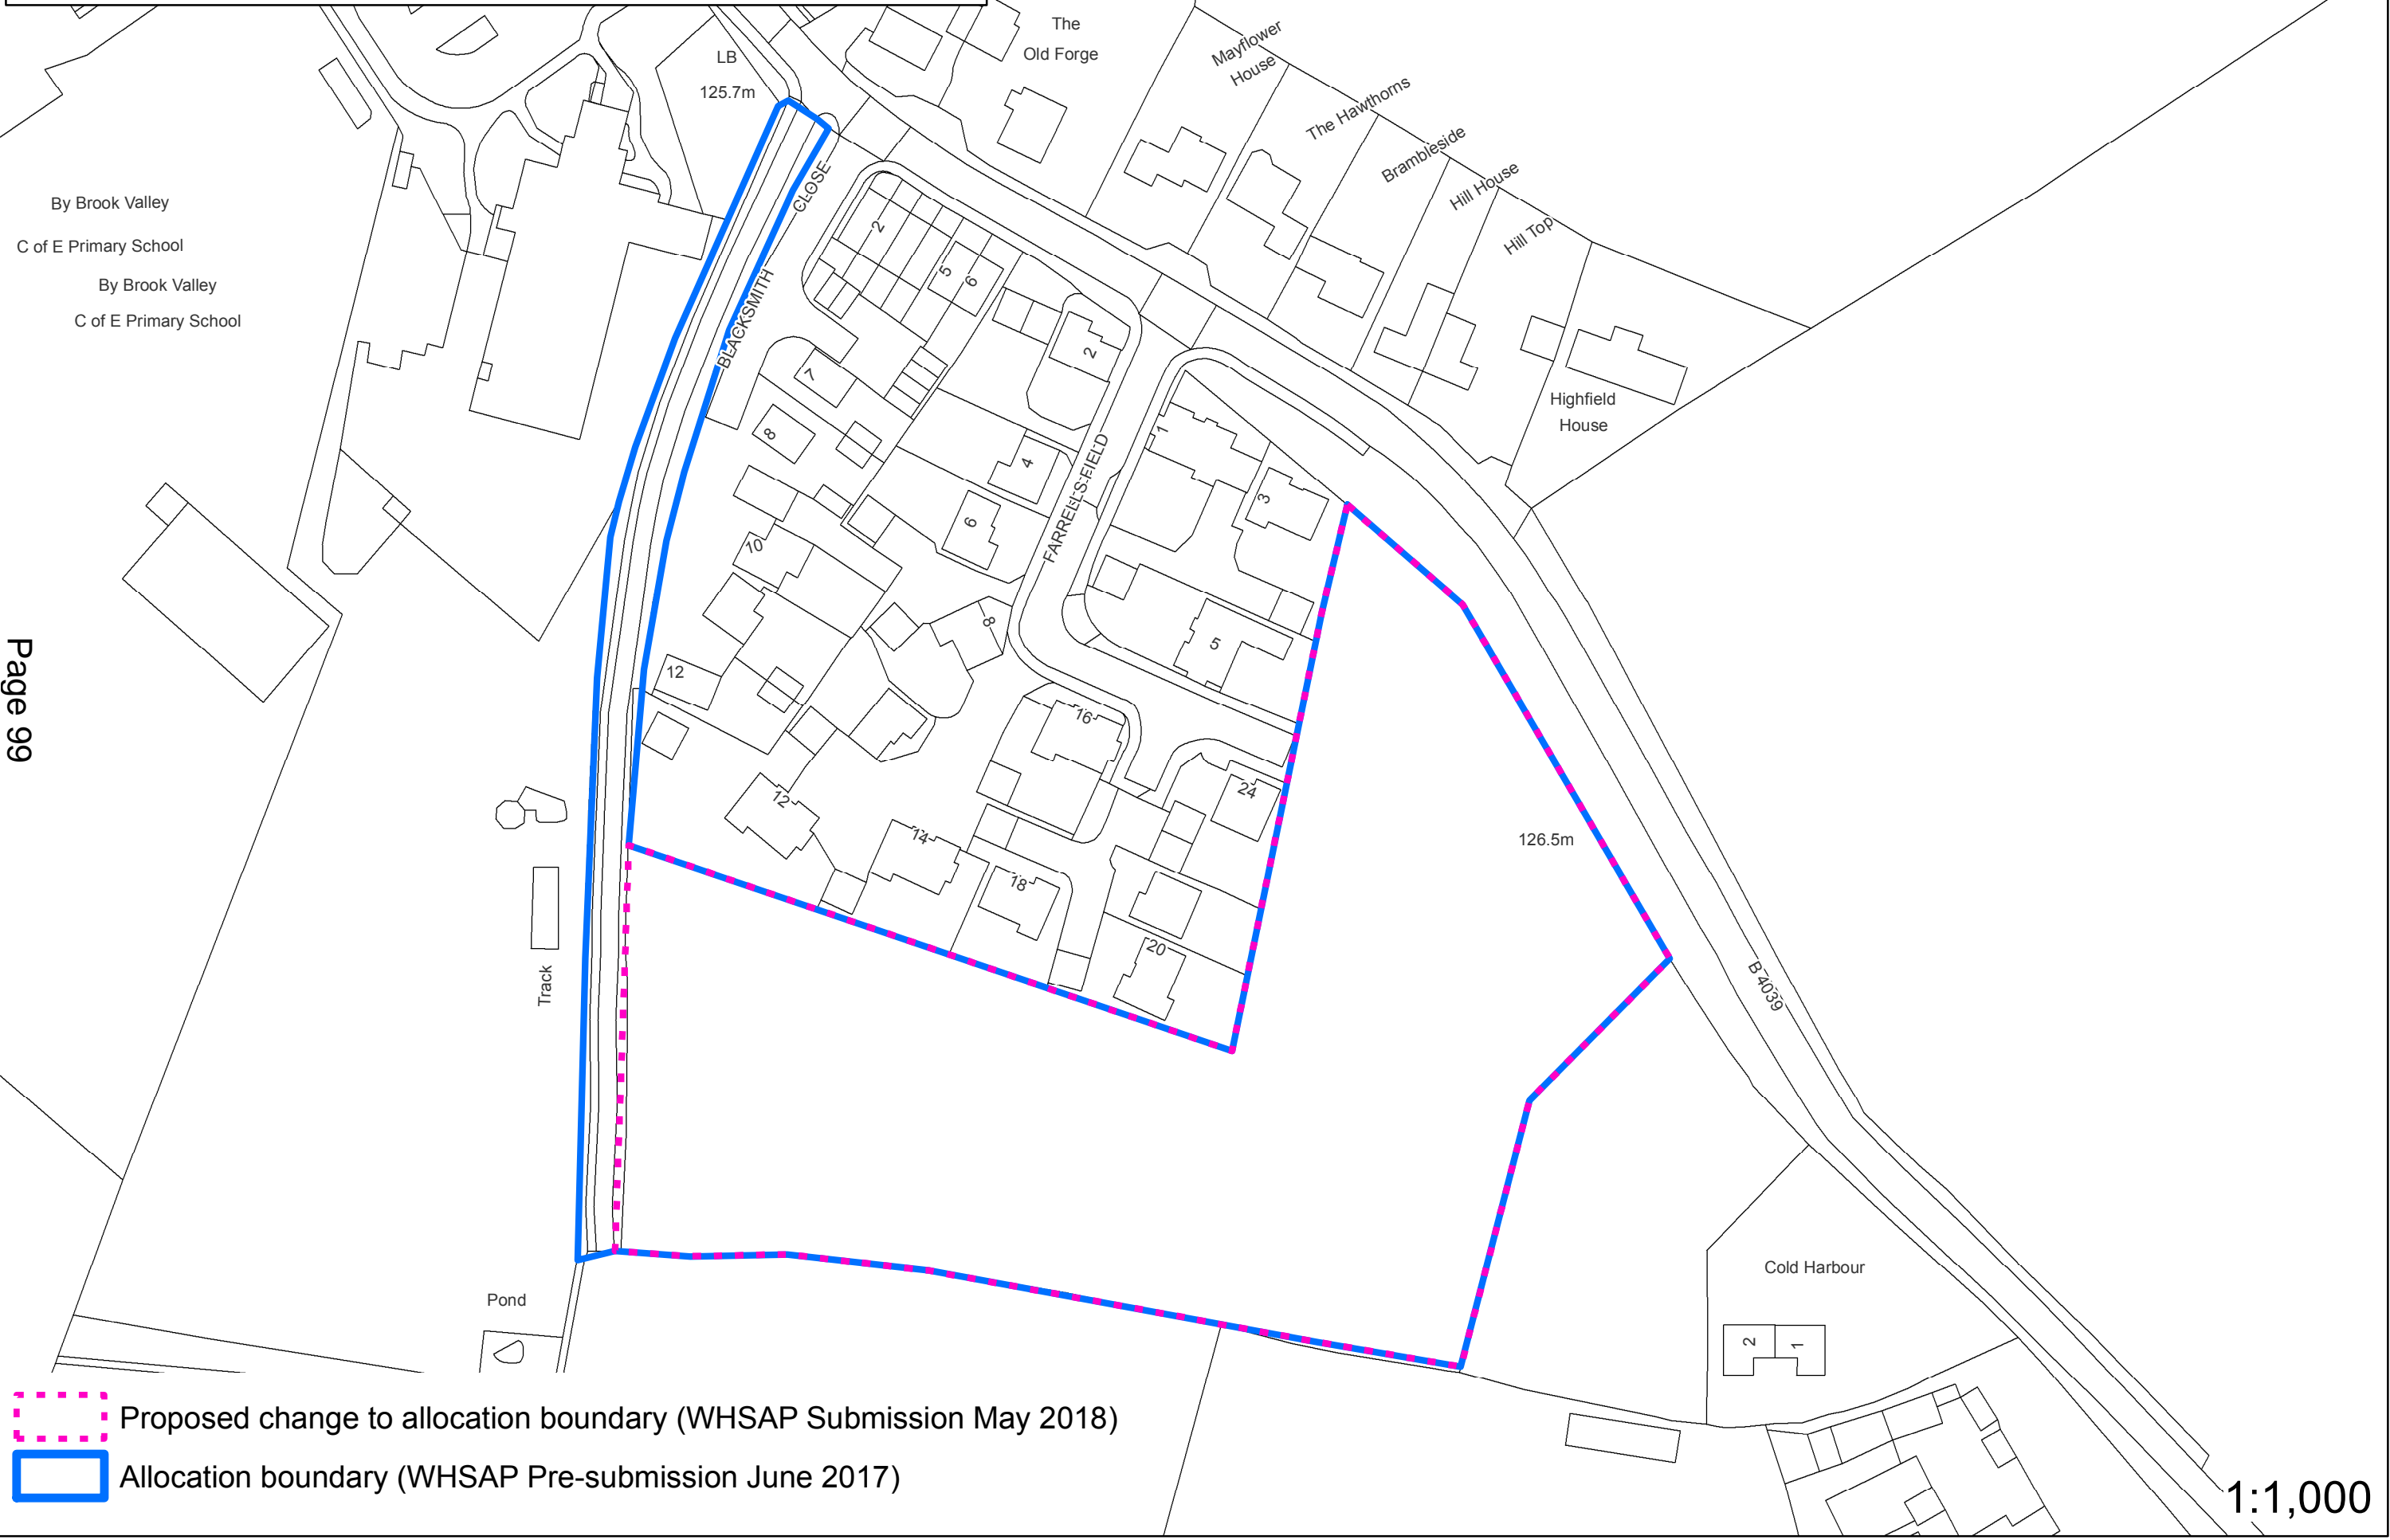 The
Old Forge
LB
125.7m
Mayflower
House
The Hawthorns
Brambleside
Hill House
Hill Top
Highfield
House
By Brook Valley
C of E Primary School
By Brook Valley
C of E Primary School
BLACKSMITH CLOSE
2
5
6
7
8
10
12
2
4
6
8
FARRELLSFIELD
1
3
5
16
24
12
14
18
20
126.5m
B 4039
Track
Pond
Cold Harbour
2
1
Page 99
Proposed change to allocation boundary (WHSAP Submission May 2018)
Allocation boundary (WHSAP Pre-submission June 2017)
1:1,000